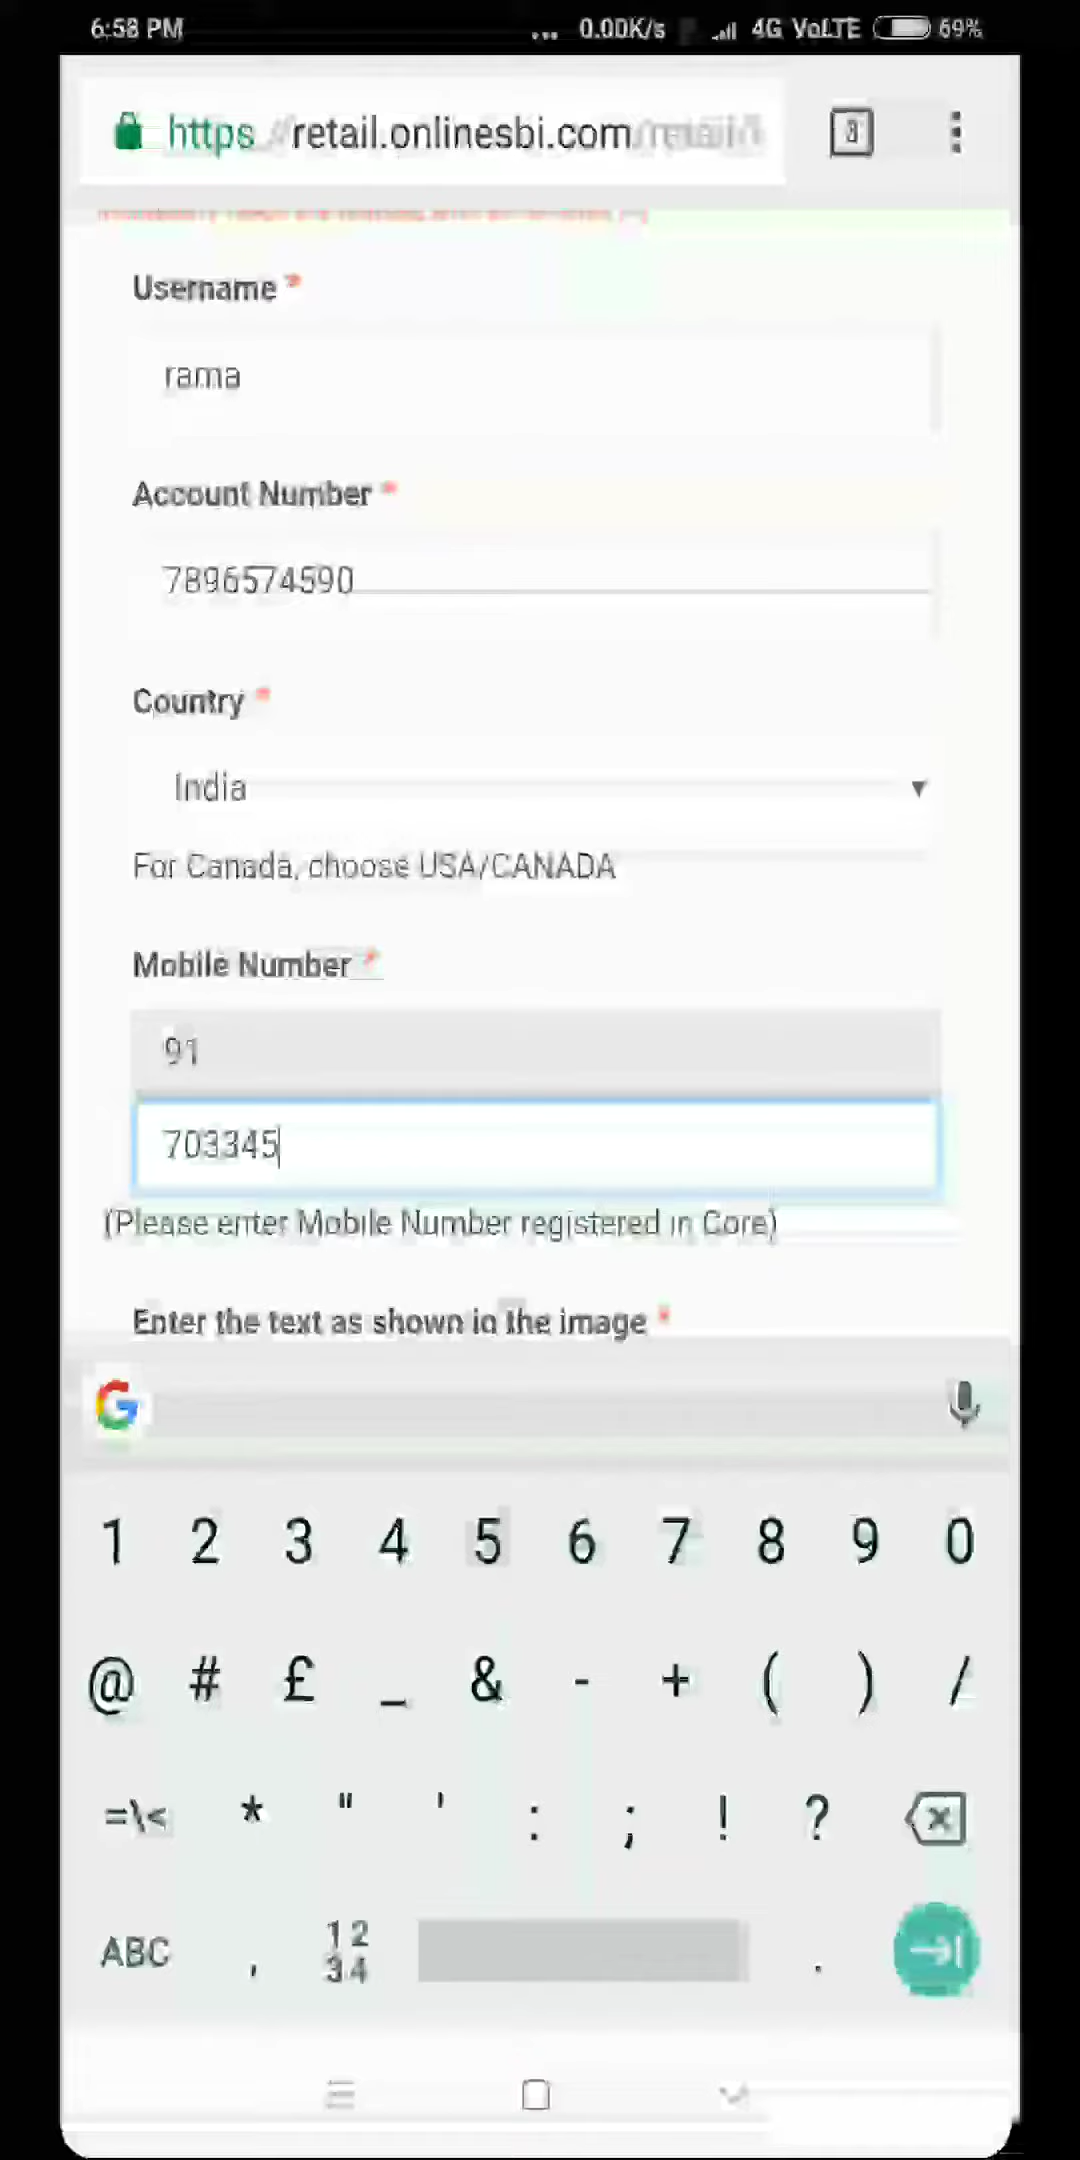 6:58 PM ... 0.00K/s 4G VoLTE 69%
https://retail.onlinesbi.com/retail/
3
Username *
rama
Account Number *
7896574590
Country *
India
For Canada, choose USA/CANADA
Mobile Number *
91
703345
(Please enter Mobile Number registered in Core)
Enter the text as shown in the image *
1 2 3 4 5 6 7 8 9 0
@ # £ _ & - + ( ) /
=\< * " ' : ; ! ?
ABC , 12 34 .